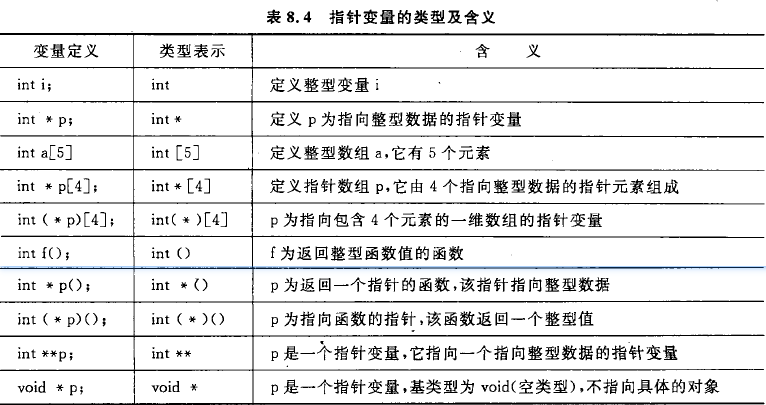 表 8.4 指针变量的类型及含义
变量定义 类型表示 含 义
int i; int 定义整型变量 i
int * p; int * 定义 p 为指向整型数据的指针变量
int a[5] int [5] 定义整型数组 a,它有 5 个元素
int * p[4]; int * [4] 定义指针数组 p,它由 4 个指向整型数据的指针元素组成
int ( * p)[4]; int( * )[4] p 为指向包含 4 个元素的一维数组的指针变量
int f(); int () f 为返回整型函数值的函数
int * p(); int * () p 为返回一个指针的函数,该指针指向整型数据
int ( * p)(); int ( * )() p 为指向函数的指针,该函数返回一个整型值
int **p; int ** p 是一个指针变量,它指向一个指向整型数据的指针变量
void * p; void * p 是一个指针变量,基类型为 void(空类型),不指向具体的对象